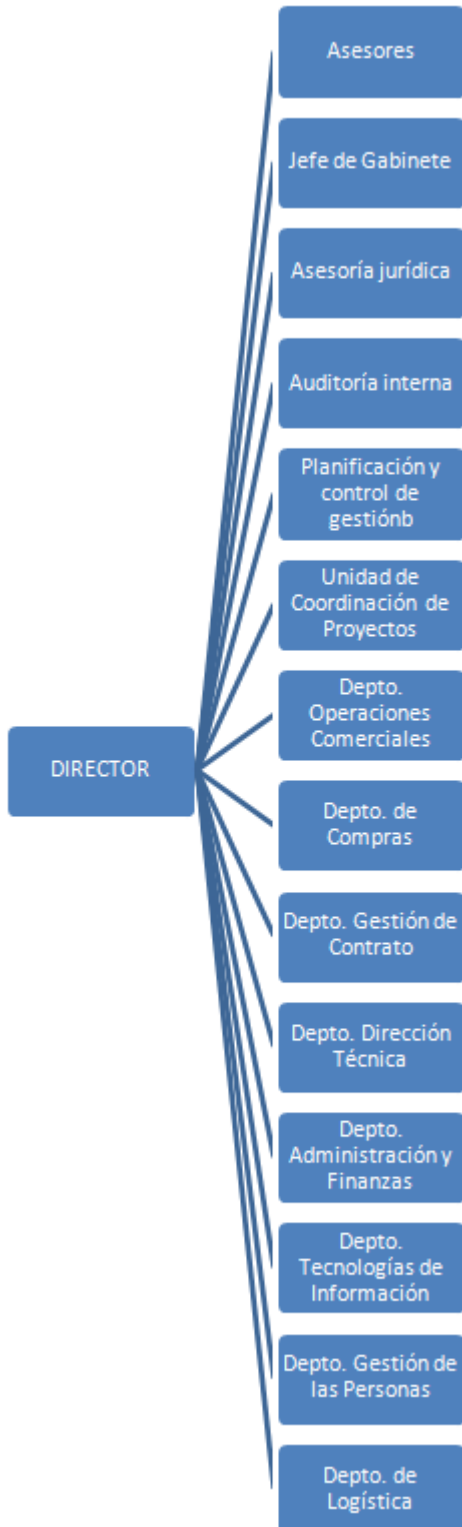 Asesores
Jefe de Gabinete
Asesoría jurídica
Auditoría interna
Planificación y
control de
gestiónb
Unidad de
Coordinación de
Proyectos
Depto.
Operaciones
Comerciales
DIRECTOR
Depto. de
Compras
Depto. Gestión de
Contrato
Depto. Dirección
Técnica
Depto.
Administración y
Finanzas
Depto.
Tecnologías de
Información
Depto. Gestión de
las Personas
Depto. de
Logística